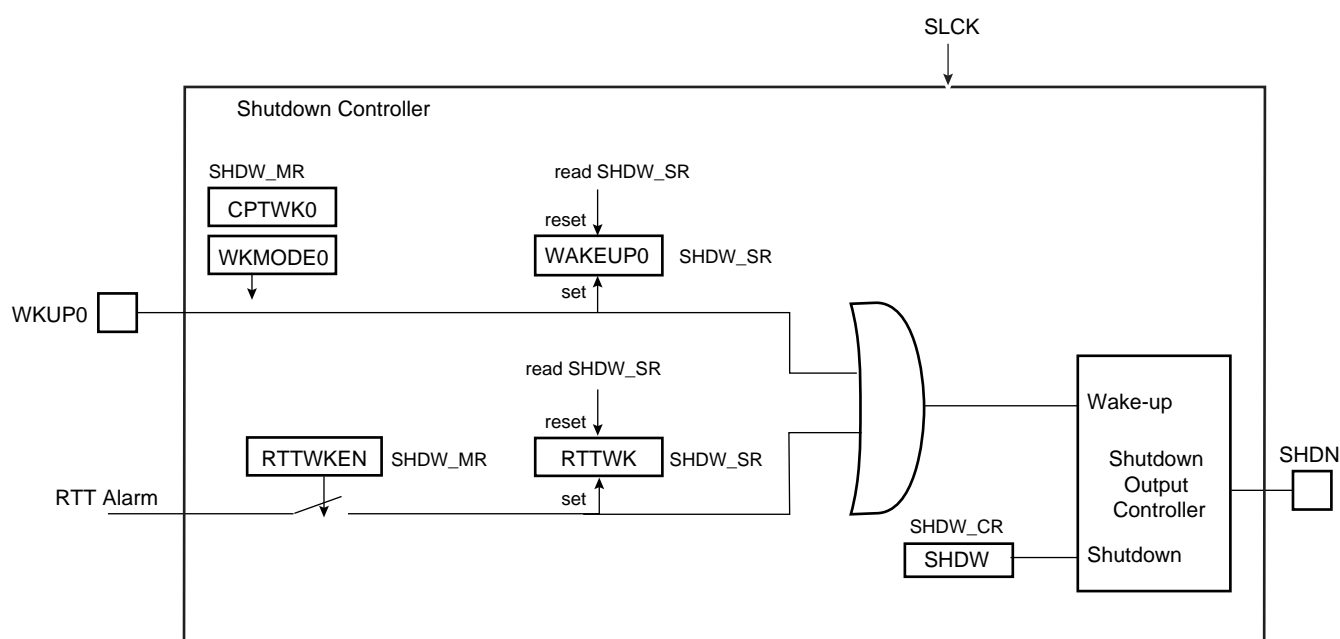 SLCK
Shutdown Controller
SHDW_MR
CPTWK0
WKMODE0
read SHDW_SR
reset
WAKEUP0
SHDW_SR
set
WKUP0
read SHDW_SR
reset
RTTWKEN
SHDW_MR
RTTWK
SHDW_SR
set
RTT Alarm
Wake-up
Shutdown
Output
Controller
SHDN
SHDW_CR
SHDW
Shutdown